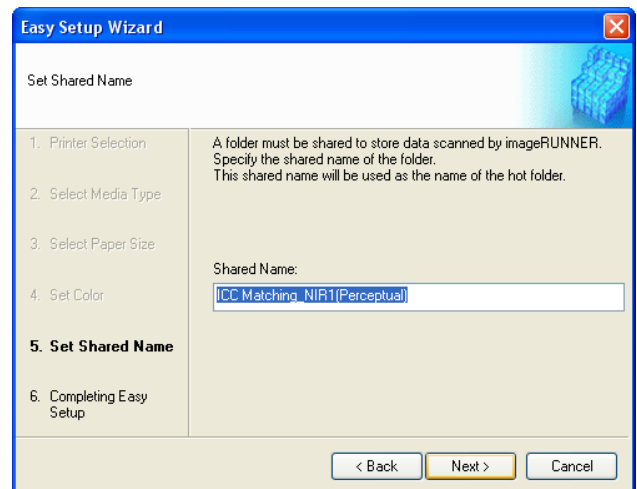 Easy Setup Wizard
Set Shared Name
1. Printer Selection
2. Select Media Type
3. Select Paper Size
4. Set Color
5. Set Shared Name
6. Completing Easy
Setup
A folder must be shared to store data scanned by imageRUNNER.
Specify the shared name of the folder.
This shared name will be used as the name of the hot folder.
Shared Name:
ICC Matching_NIR1(Perceptual)
< Back
Next >
Cancel